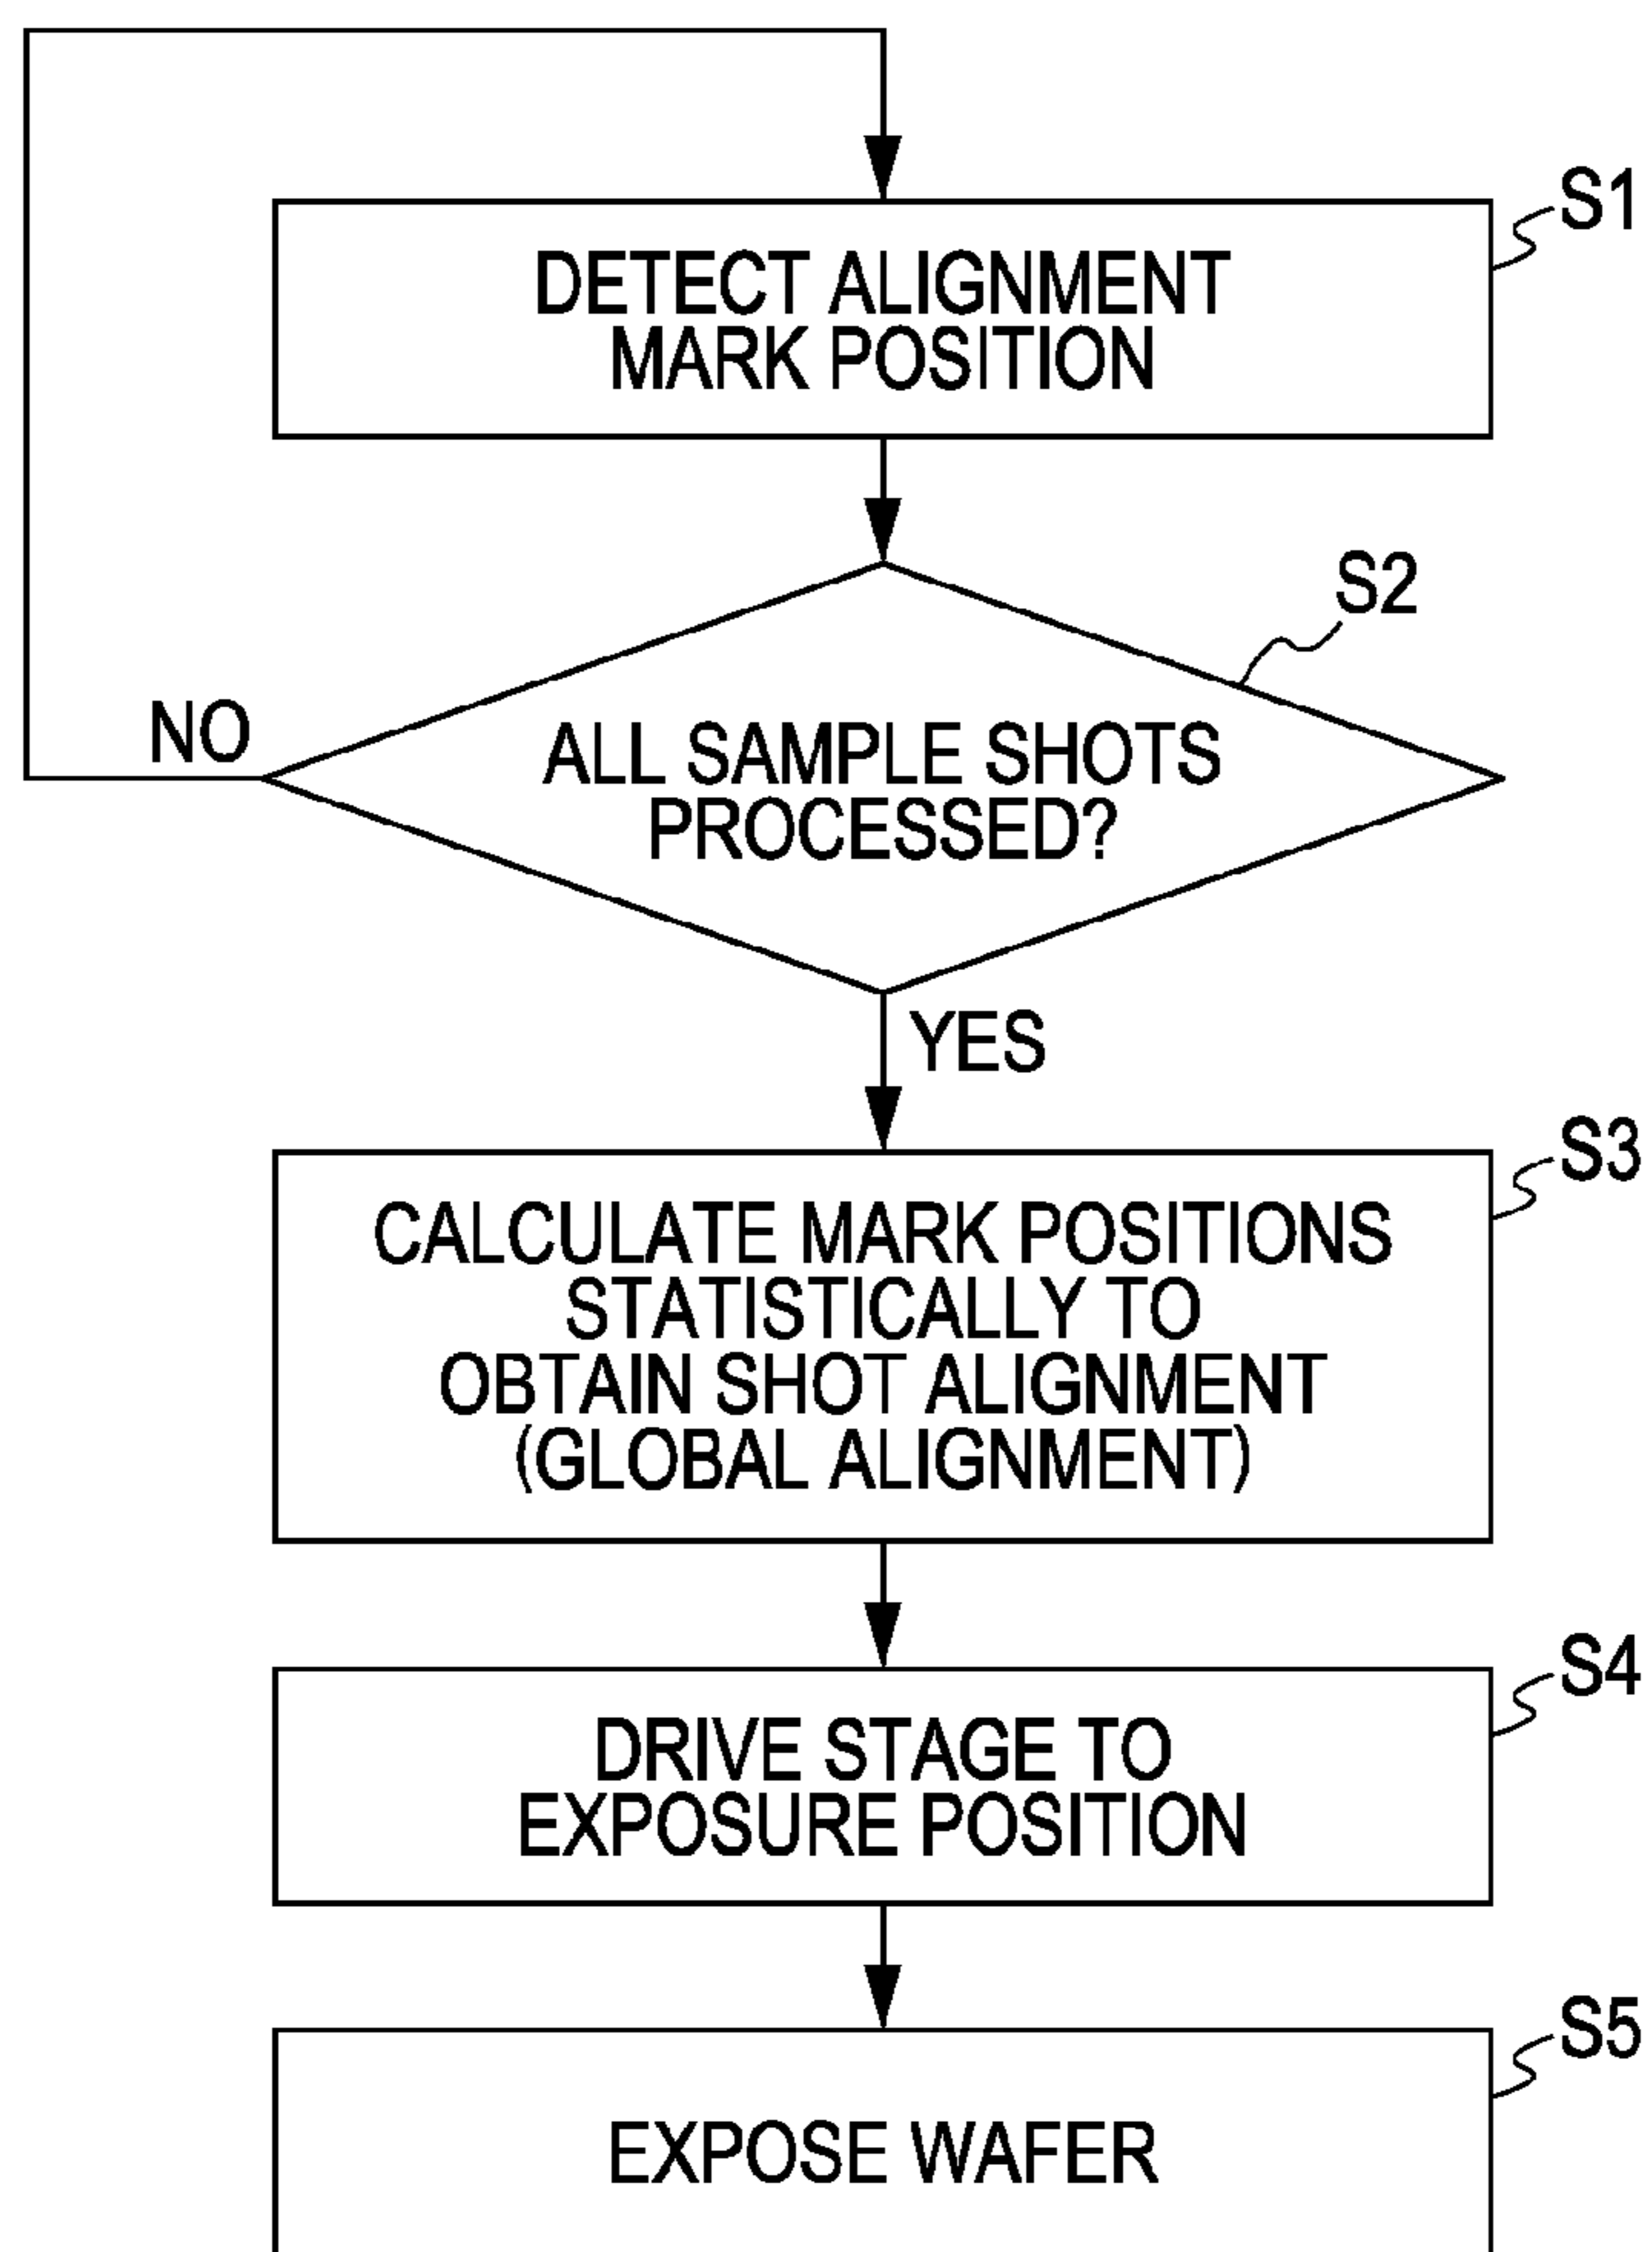 S1
DETECT ALIGNMENT
MARK POSITION
S2
NO
ALL SAMPLE SHOTS
PROCESSED?
YES
S3
CALCULATE MARK POSITIONS
STATISTICALLY TO
OBTAIN SHOT ALIGNMENT
(GLOBAL ALIGNMENT)
S4
DRIVE STAGE TO
EXPOSURE POSITION
S5
EXPOSE WAFER